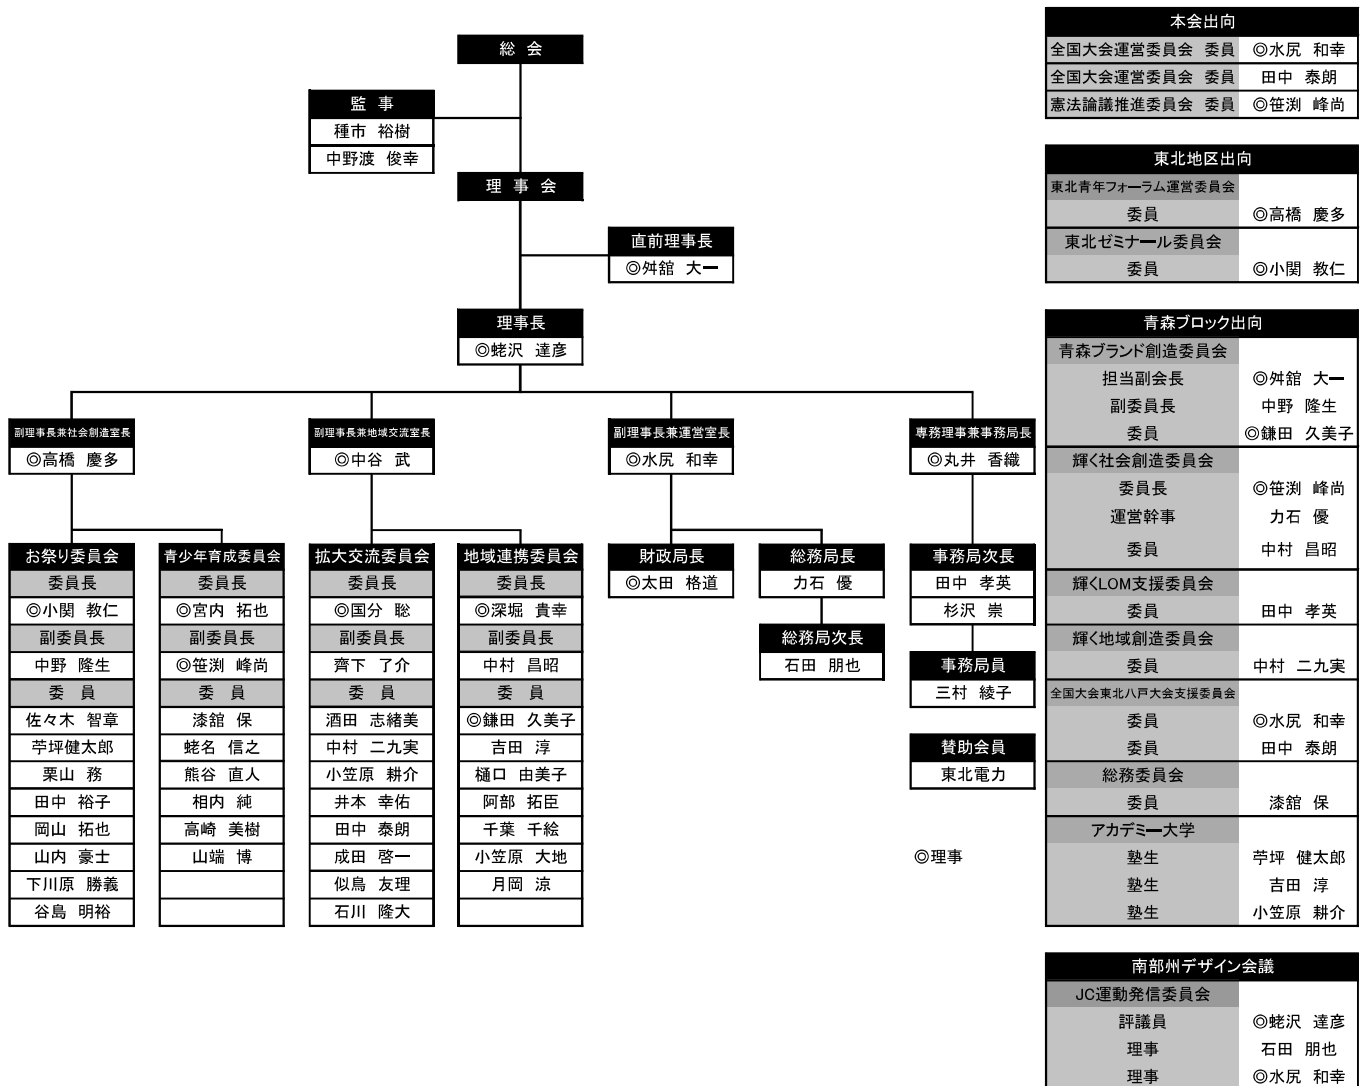 総 会
監 事
種市 裕樹
中野渡 俊幸
理 事 会
直前理事長
◎舛舘 大一
理事長
◎蛯沢 達彦
副理事長兼社会創造室長
◎高橋 慶多
副理事長兼地域交流室長
◎中谷 武
副理事長兼運営室長
◎水尻 和幸
専務理事兼事務局長
◎丸井 香織
お祭り委員会
委員長
◎小関 教仁
副委員長
中野 隆生
委 員
佐々木 智章
苧坪健太郎
栗山 務
田中 裕子
岡山 拓也
山内 豪士
下川原 勝義
谷島 明裕
青少年育成委員会
委員長
◎宮内 拓也
副委員長
◎笹渕 峰尚
委 員
漆舘 保
蛯名 信之
熊谷 直人
相内 純
高崎 美樹
山端 博
拡大交流委員会
委員長
◎国分 聡
副委員長
齊下 了介
委 員
酒田 志緒美
中村 二九実
小笠原 耕介
井本 幸佑
田中 泰朗
成田 啓一
似鳥 友理
石川 隆大
地域連携委員会
委員長
◎深堀 貴幸
副委員長
中村 昌昭
委 員
◎鎌田 久美子
吉田 淳
樋口 由美子
阿部 拓臣
千葉 千絵
小笠原 大地
月岡 涼
財政局長
◎太田 格道
総務局長
力石 優
総務局次長
石田 朋也
事務局次長
田中 孝英
杉沢 崇
事務局員
三村 綾子
賛助会員
東北電力
◎理事
本会出向
全国大会運営委員会 委員 ◎水尻 和幸
全国大会運営委員会 委員 田中 泰朗
憲法論議推進委員会 委員 ◎笹渕 峰尚
東北地区出向
東北青年フォーラム運営委員会
委員 ◎高橋 慶多
東北ゼミナール委員会
委員 ◎小関 教仁
青森ブロック出向
青森ブランド創造委員会
担当副会長 ◎舛舘 大一
副委員長 中野 隆生
委員 ◎鎌田 久美子
輝く社会創造委員会
委員長 ◎笹渕 峰尚
運営幹事 力石 優
委員 中村 昌昭
輝くLOM支援委員会
委員 田中 孝英
輝く地域創造委員会
委員 中村 二九実
全国大会東北八戸大会支援委員会
委員 ◎水尻 和幸
委員 田中 泰朗
総務委員会
委員 漆舘 保
アカデミー大学
塾生 苧坪 健太郎
塾生 吉田 淳
塾生 小笠原 耕介
南部州デザイン会議
JC運動発信委員会
評議員 ◎蛯沢 達彦
理事 石田 朋也
理事 ◎水尻 和幸